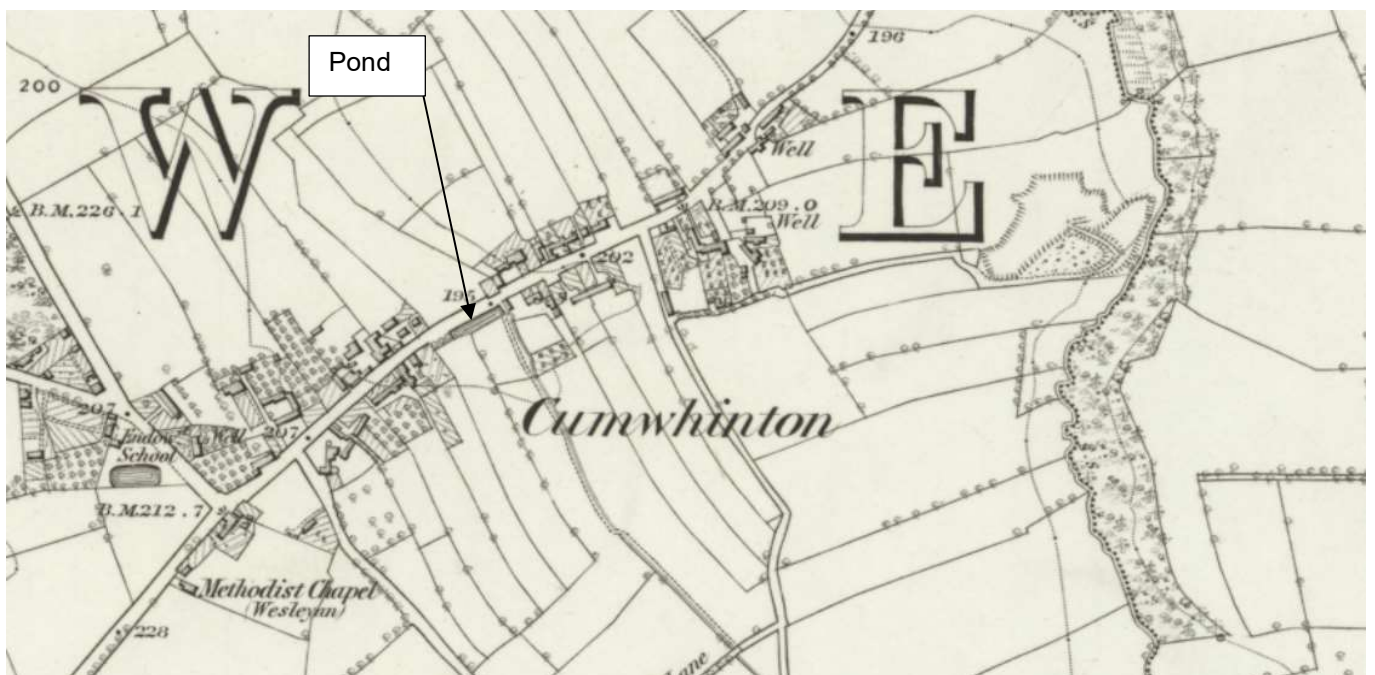 Pond
196
200
W
E
Well
B.M.226.1
B.M.209.0
Well
202
195
Cumwhinton
207
Endow.
School
Well
207
B.M.212.7
Methodist Chapel
(Wesleyan)
228
Lane